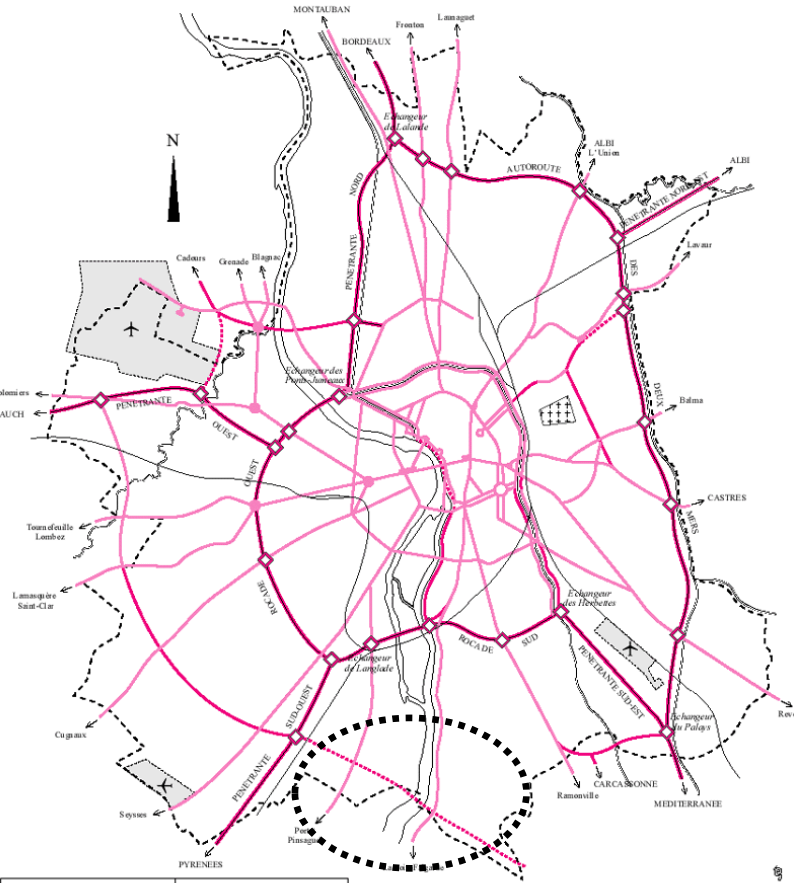 MONTAUBAN
Launaguet
Fronton
BORDEAUX
Echangeur
de Lalande
N
AUTOROUTE
ALBI
L'Union
ALBI
PENETRANTE NORD-EST
NORD
PENETRANTE
Cadours
Grenade
Blagnac
Lavaur
DES
Echangeur des
Ponts-Jumeaux
AUCH
PENETRANTE
OUEST
DEUX
Balma
OUEST
CASTRES
MERS
Tournefeuille
Lombez
ROCADE
Lamasquère
Saint-Clar
Echangeur
des Herbettes
ROCADE
SUD
Echangeur
de Langlade
PENETRANTE SUD-EST
SUD-OUEST
PENETRANTE
Cugnaux
Echangeur
du Palays
CARCASSONNE
Ramonville
MEDITERRANEE
Seysses
PYRENEES